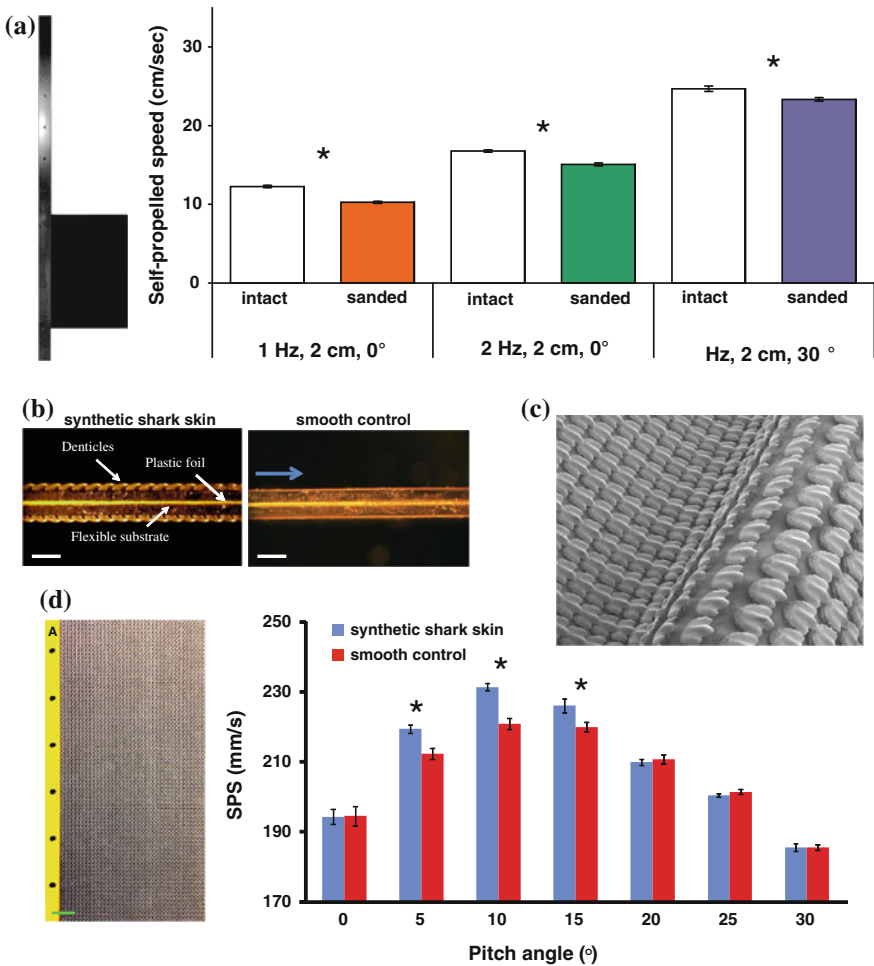 (a)
Self-propelled speed (cm/sec)
30
20
10
0
* * *
intact sanded intact sanded intact sanded
1 Hz, 2 cm, 0° 2 Hz, 2 cm, 0° Hz, 2 cm, 30 °
(b)
synthetic shark skin smooth control
Denticles
Plastic foil
Flexible substrate
(c)
(d)
A
SPS (mm/s)
250
230
210
190
170
synthetic shark skin
smooth control
* * *
0 5 10 15 20 25 30
Pitch angle (°)